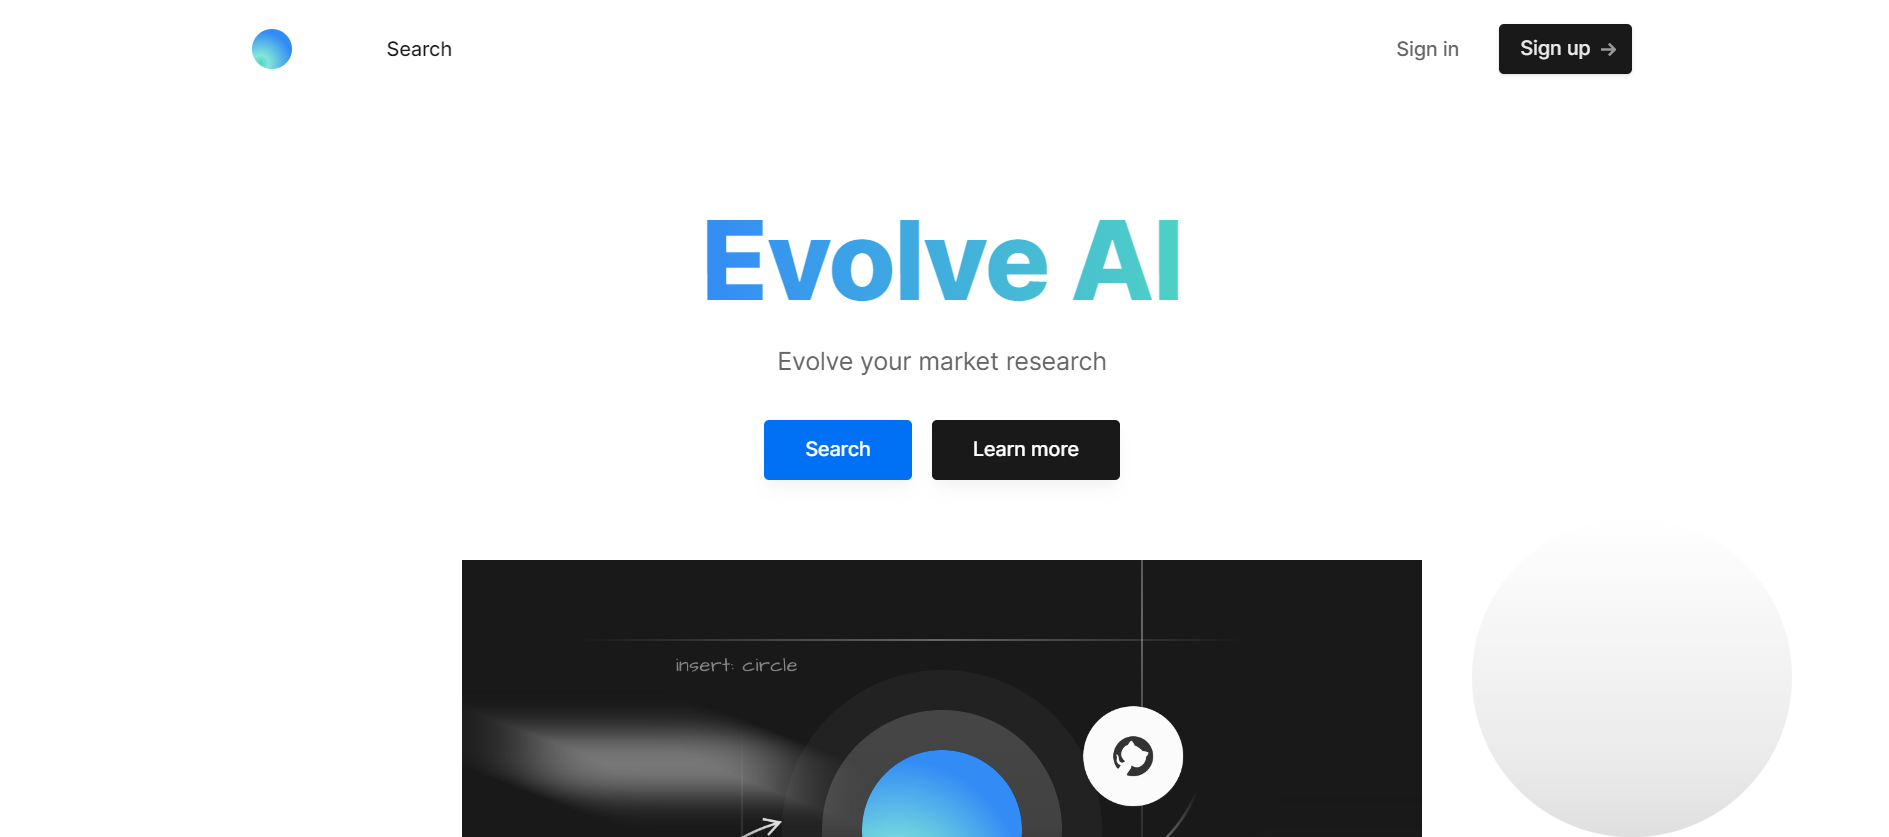 Search
Sign in
Sign up →
Evolve AI
Evolve your market research
Search
Learn more
insert: circle